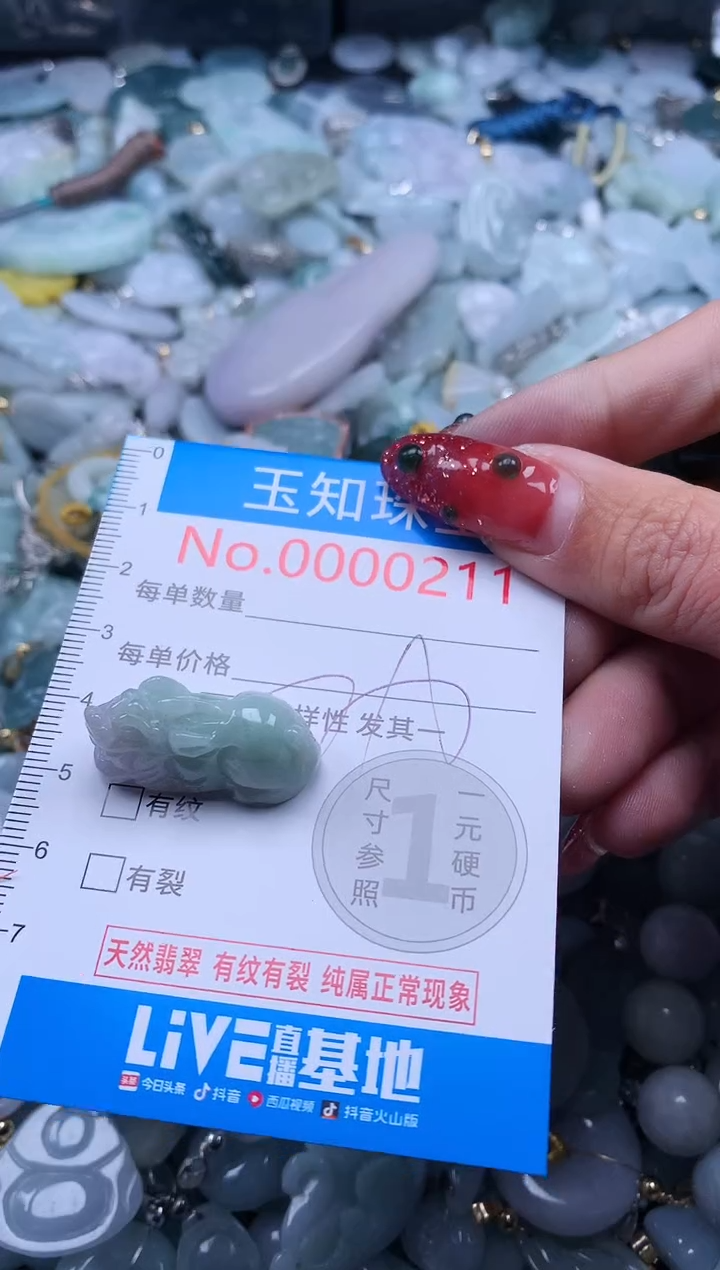 0
玉知珠
1
No.0000211
2
每单数量
3
每单价格
4
样性 发其一
5
有纹
尺寸参照
1
一元硬币
6
有裂
7
天然翡翠 有纹有裂 纯属正常现象
LiVE直播基地
头条 今日头条 抖音 西瓜视频 抖音火山版